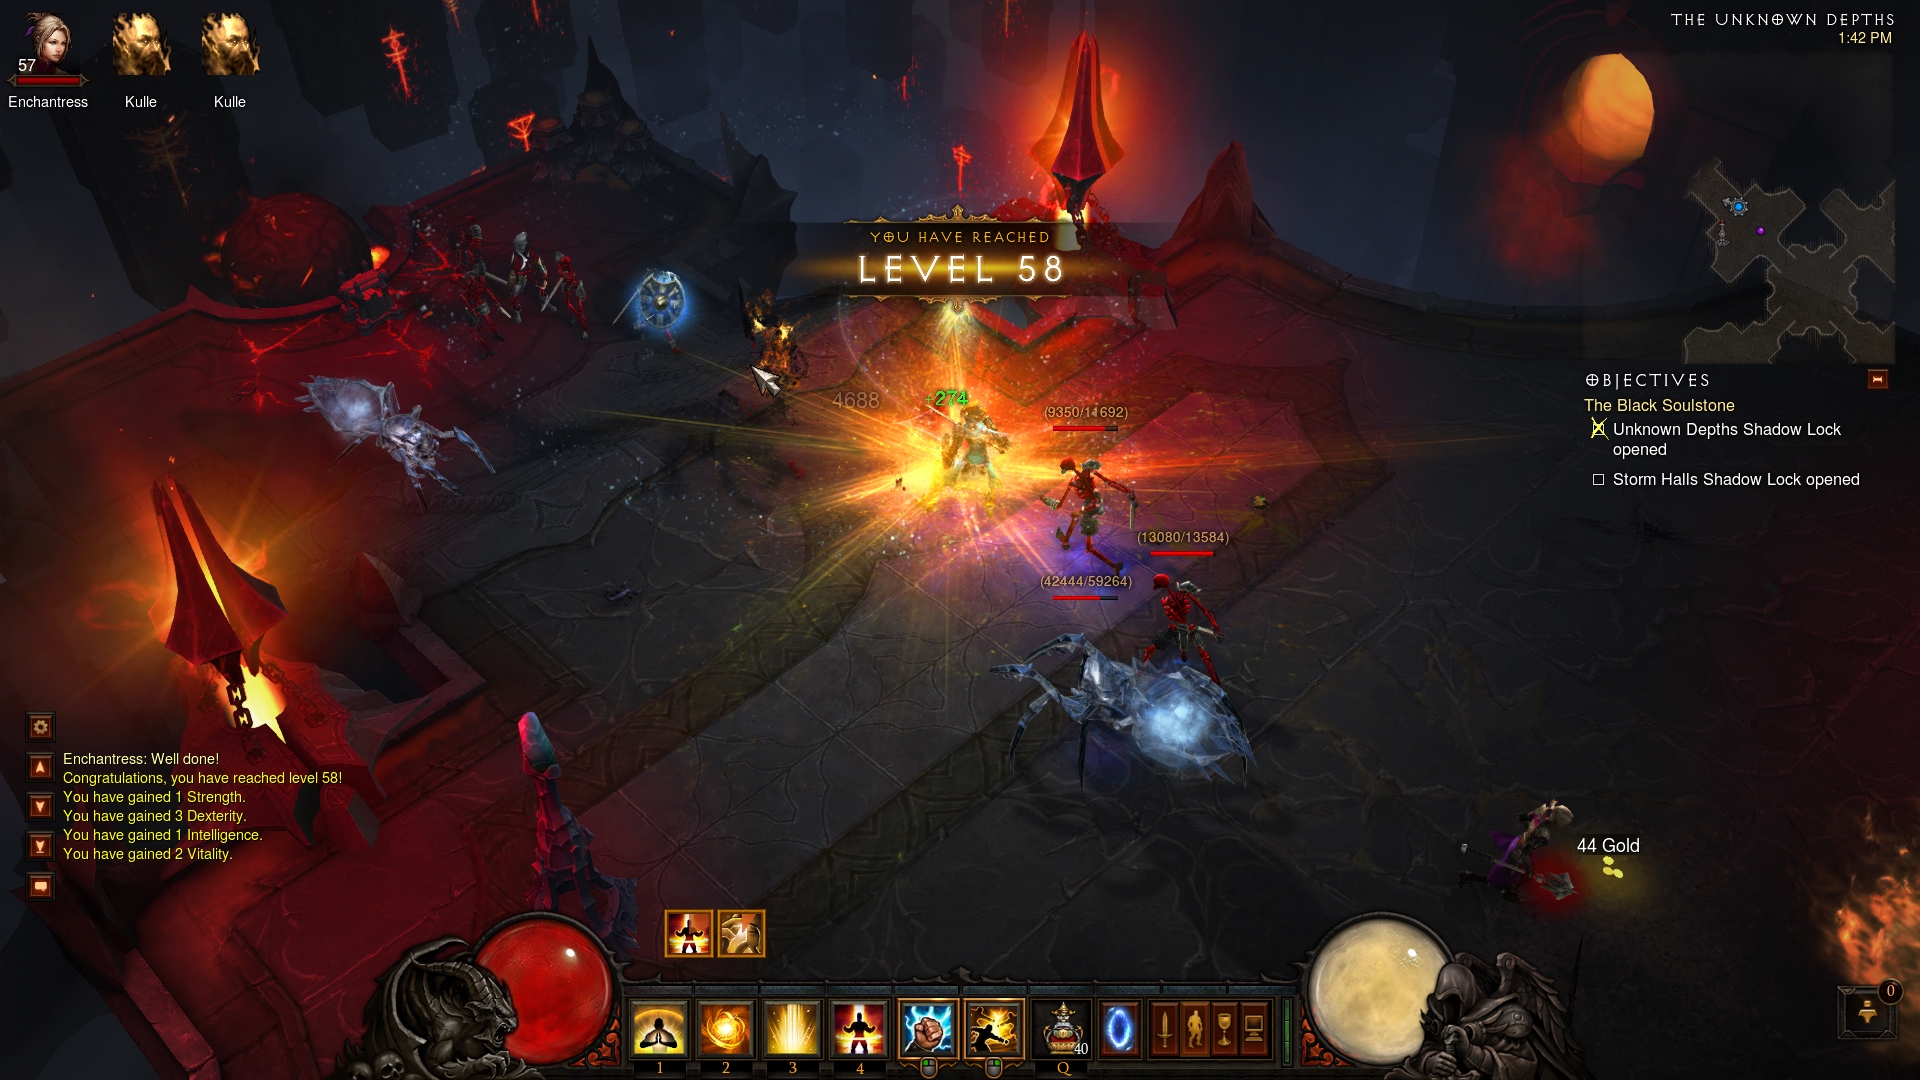 THE UNKNOWN DEPTHS
1:42 PM
57
Enchantress
Kulle
Kulle
YOU HAVE REACHED
LEVEL 58
4688
+274
(9350/11692)
(13080/13584)
(42444/59264)
OBJECTIVES
The Black Soulstone
Unknown Depths Shadow Lock
opened
Storm Halls Shadow Lock opened
Enchantress: Well done!
Congratulations, you have reached level 58!
You have gained 1 Strength.
You have gained 3 Dexterity.
You have gained 1 Intelligence.
You have gained 2 Vitality.
44 Gold
0
40
1
2
3
4
Q